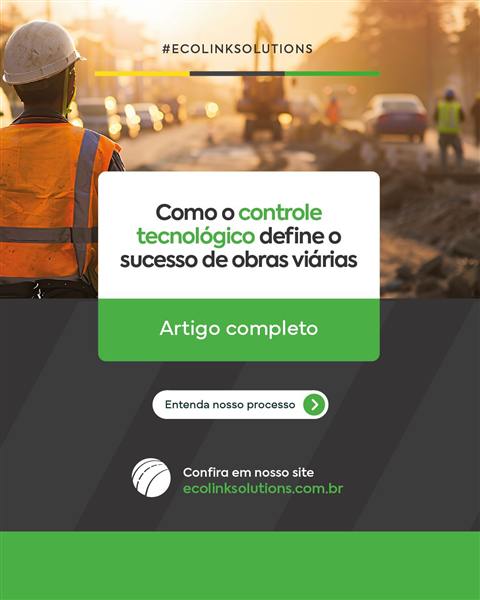 #ECOLINKSOLUTIONS
Como o controle
tecnológico define o
sucesso de obras viárias
Artigo completo
Entenda nosso processo
Confira em nosso site
ecolinksolutions.com.br